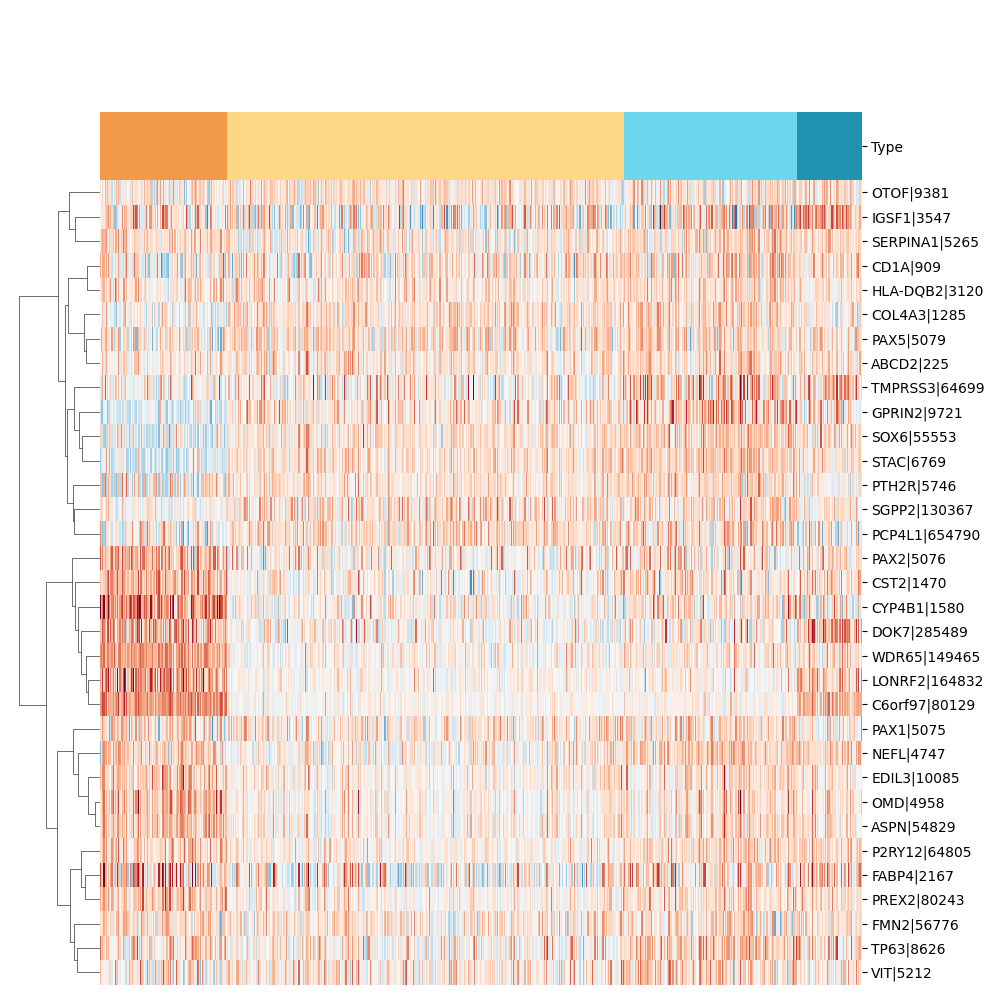 Type
OTOF|9381
IGSF1|3547
SERPINA1|5265
CD1A|909
HLA-DQB2|3120
COL4A3|1285
PAX5|5079
ABCD2|225
TMPRSS3|64699
GPRIN2|9721
SOX6|55553
STAC|6769
PTH2R|5746
SGPP2|130367
PCP4L1|654790
PAX2|5076
CST2|1470
CYP4B1|1580
DOK7|285489
WDR65|149465
LONRF2|164832
C6orf97|80129
PAX1|5075
NEFL|4747
EDIL3|10085
OMD|4958
ASPN|54829
P2RY12|64805
FABP4|2167
PREX2|80243
FMN2|56776
TP63|8626
VIT|5212